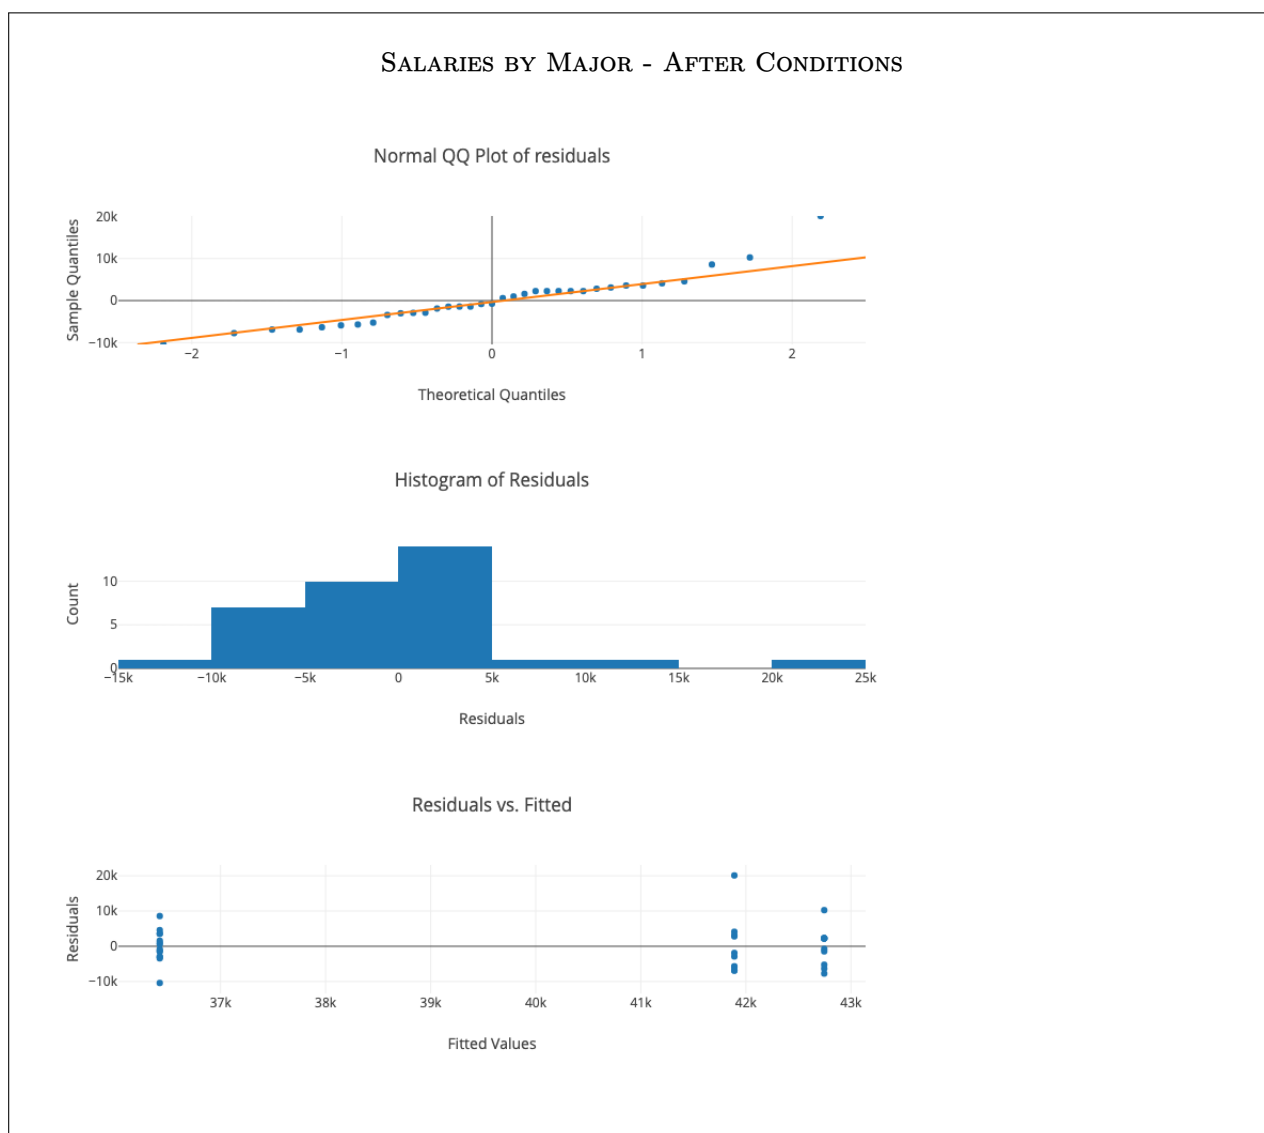 Salaries by Major - After Conditions
Normal QQ Plot of residuals
Sample Quantiles
20k
10k
0
−10k
−2
−1
0
1
2
Theoretical Quantiles
Histogram of Residuals
Count
10
5
0
−15k
−10k
−5k
0
5k
10k
15k
20k
25k
Residuals
Residuals vs. Fitted
Residuals
20k
10k
0
−10k
37k
38k
39k
40k
41k
42k
43k
Fitted Values